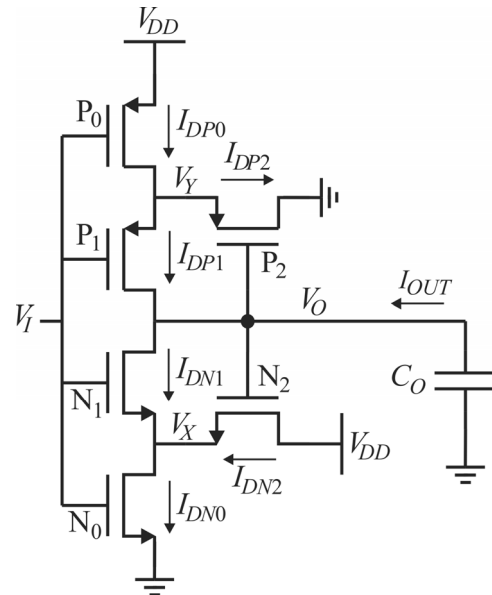 V_DD
P_0
I_DP0
I_DP2
V_Y
P_1
I_DP1
P_2
I_OUT
V_O
V_I
I_DN1
N_2
C_O
N_1
V_X
V_DD
I_DN2
N_0
I_DN0